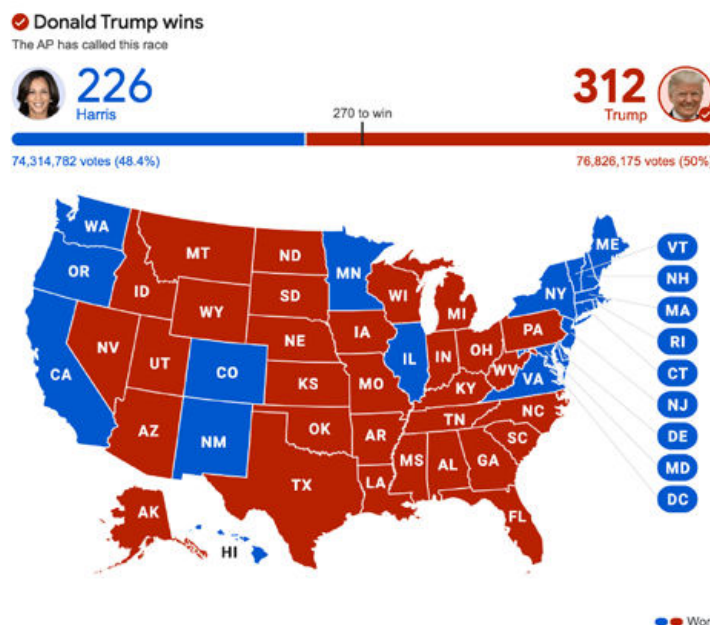 Donald Trump wins
The AP has called this race
226
Harris
270 to win
312
Trump
74,314,782 votes (48.4%)
76,826,175 votes (50%)
WA
OR
CA
NV
ID
MT
WY
UT
AZ
CO
NM
ND
SD
NE
KS
OK
TX
MN
IA
MO
AR
LA
WI
IL
MI
IN
OH
KY
TN
MS
AL
GA
FL
SC
NC
VA
WV
PA
NY
ME
VT
NH
MA
RI
CT
NJ
DE
MD
DC
AK
HI
Won